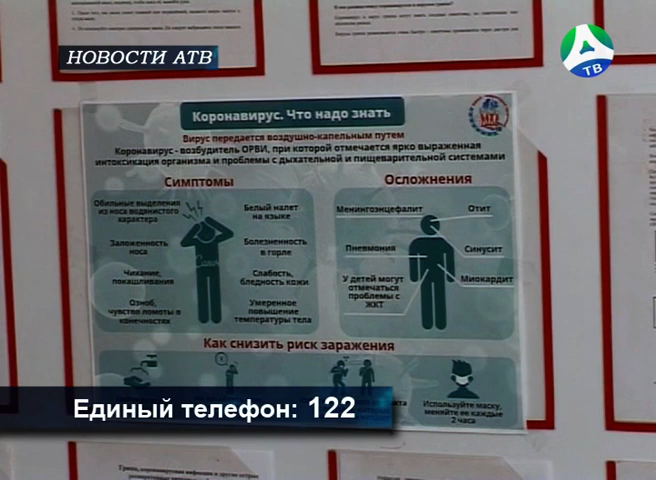 НОВОСТИ АТВ
ТВ
Коронавирус. Что надо знать
Вирус передается воздушно-капельным путем
Коронавирус - возбудитель ОРВИ, при которой отмечается ярко выраженная
интоксикация организма и проблемы с дыхательной и пищеварительной системами
Симптомы
Обильные выделения
из носа водянистого
характера
Заложенность
носа
Чихание,
покашливания
Озноб,
чувство ломоты в
конечностях
Белый налет
на языке
Болезненность
в горле
Слабость,
бледность кожи
Умеренное
повышение
температуры тела
Осложнения
Менингоэнцефалит
Пневмония
У детей могут
отмечаться
проблемы с
ЖКТ
Отит
Синусит
Миокардит
Как снизить риск заражения
Используйте маску,
меняйте ее каждые
2 часа
Единый телефон: 122